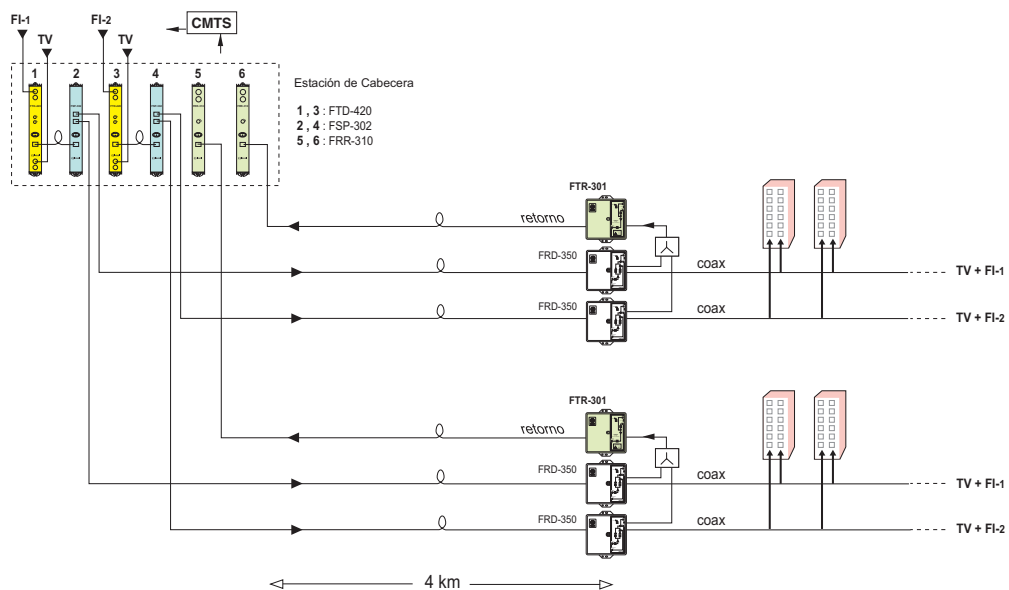 FI-1
FI-2
CMTS
TV
TV
1
2
3
4
5
6
Estación de Cabecera
1 , 3 : FTD-420
2 , 4 : FSP-302
5 , 6 : FRR-310
FTR-301
retorno
FRD-350
coax
TV + FI-1
FRD-350
coax
TV + FI-2
FTR-301
retorno
FRD-350
coax
TV + FI-1
FRD-350
coax
TV + FI-2
4 km